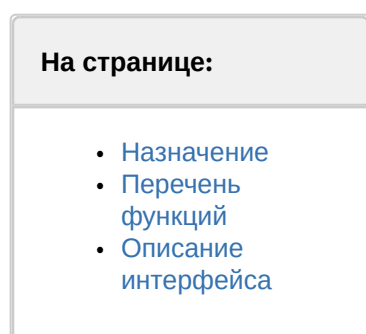 На странице:
Назначение
Перечень
функций
Описание
интерфейса